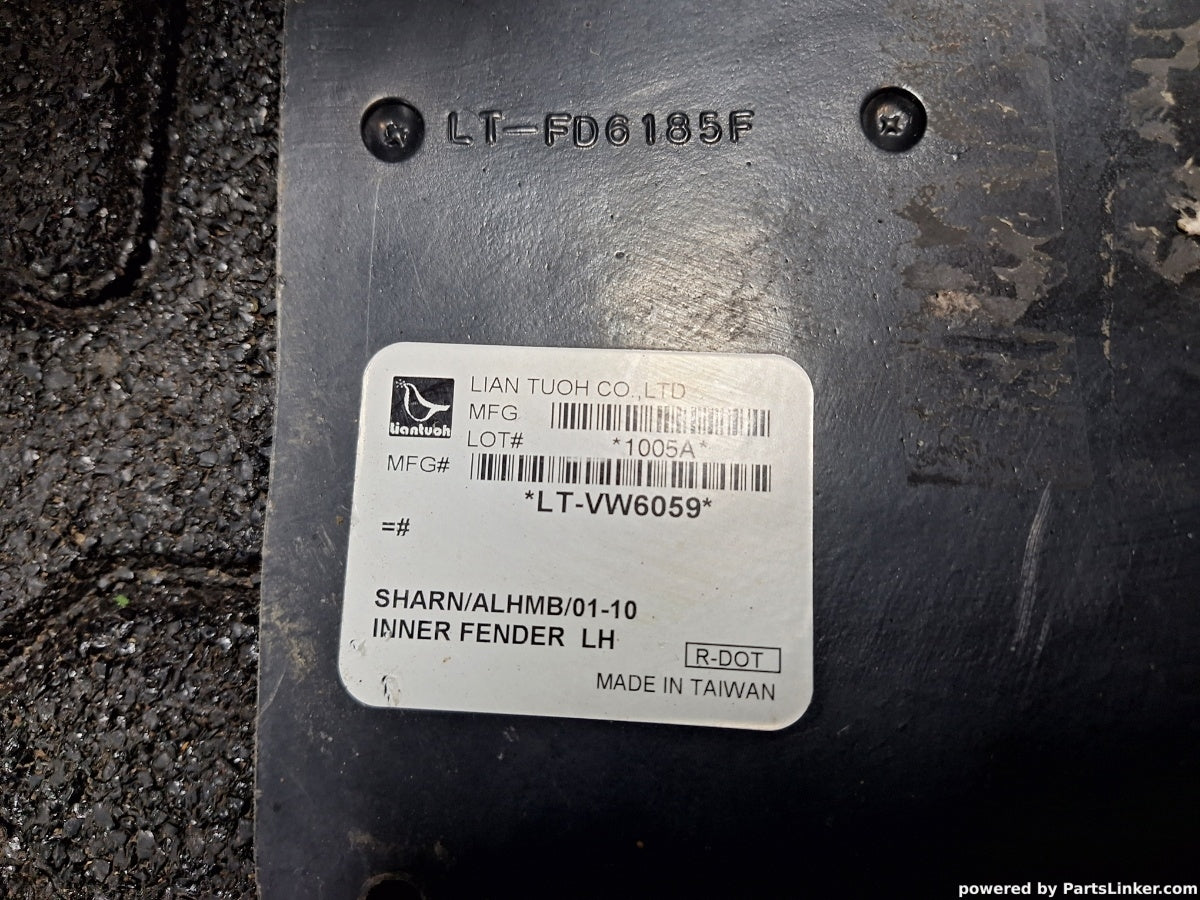 LT-FD6185F
Liantuoh
LIAN TUOH CO.,LTD
MFG
LOT#
*1005A*
MFG#
*LT-VW6059*
=#
SHARN/ALHMB/01-10
INNER FENDER LH
R-DOT
MADE IN TAIWAN
powered by PartsLinker.com